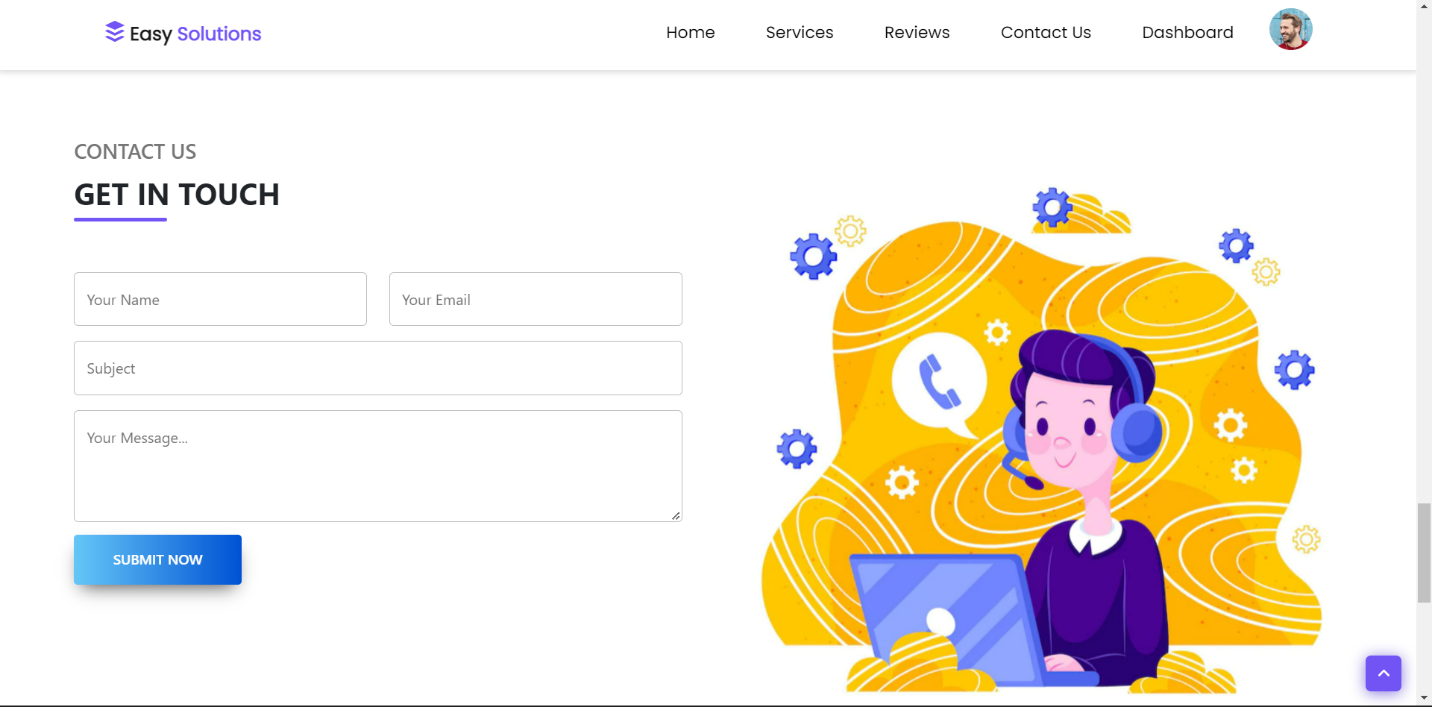 Easy Solutions
Home Services Reviews Contact Us Dashboard
CONTACT US
GET IN TOUCH
Your Name Your Email
Subject
Your Message...
SUBMIT NOW